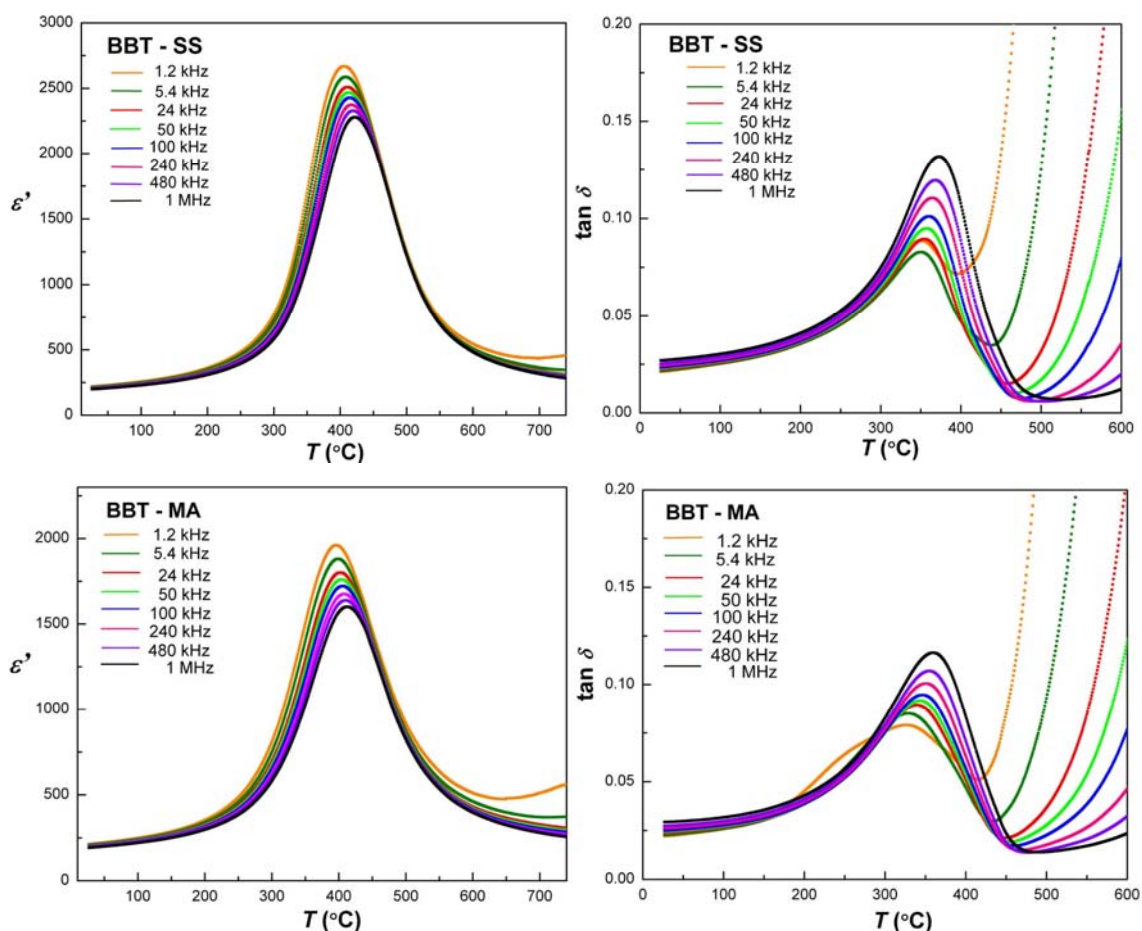 BBT - SS
1.2 kHz
5.4 kHz
24 kHz
50 kHz
100 kHz
240 kHz
480 kHz
1 MHz
ε'
3000
2500
2000
1500
1000
500
0
100 200 300 400 500 600 700
T (°C)
BBT - SS
1.2 kHz
5.4 kHz
24 kHz
50 kHz
100 kHz
240 kHz
480 kHz
1 MHz
tan δ
0.20
0.15
0.10
0.05
0.00
0 100 200 300 400 500 600
T (°C)
BBT - MA
1.2 kHz
5.4 kHz
24 kHz
50 kHz
100 kHz
240 kHz
480 kHz
1 MHz
ε'
2000
1500
1000
500
0
100 200 300 400 500 600 700
T (°C)
BBT - MA
1.2 kHz
5.4 kHz
24 kHz
50 kHz
100 kHz
240 kHz
480 kHz
1 MHz
tan δ
0.20
0.15
0.10
0.05
0.00
0 100 200 300 400 500 600
T (°C)